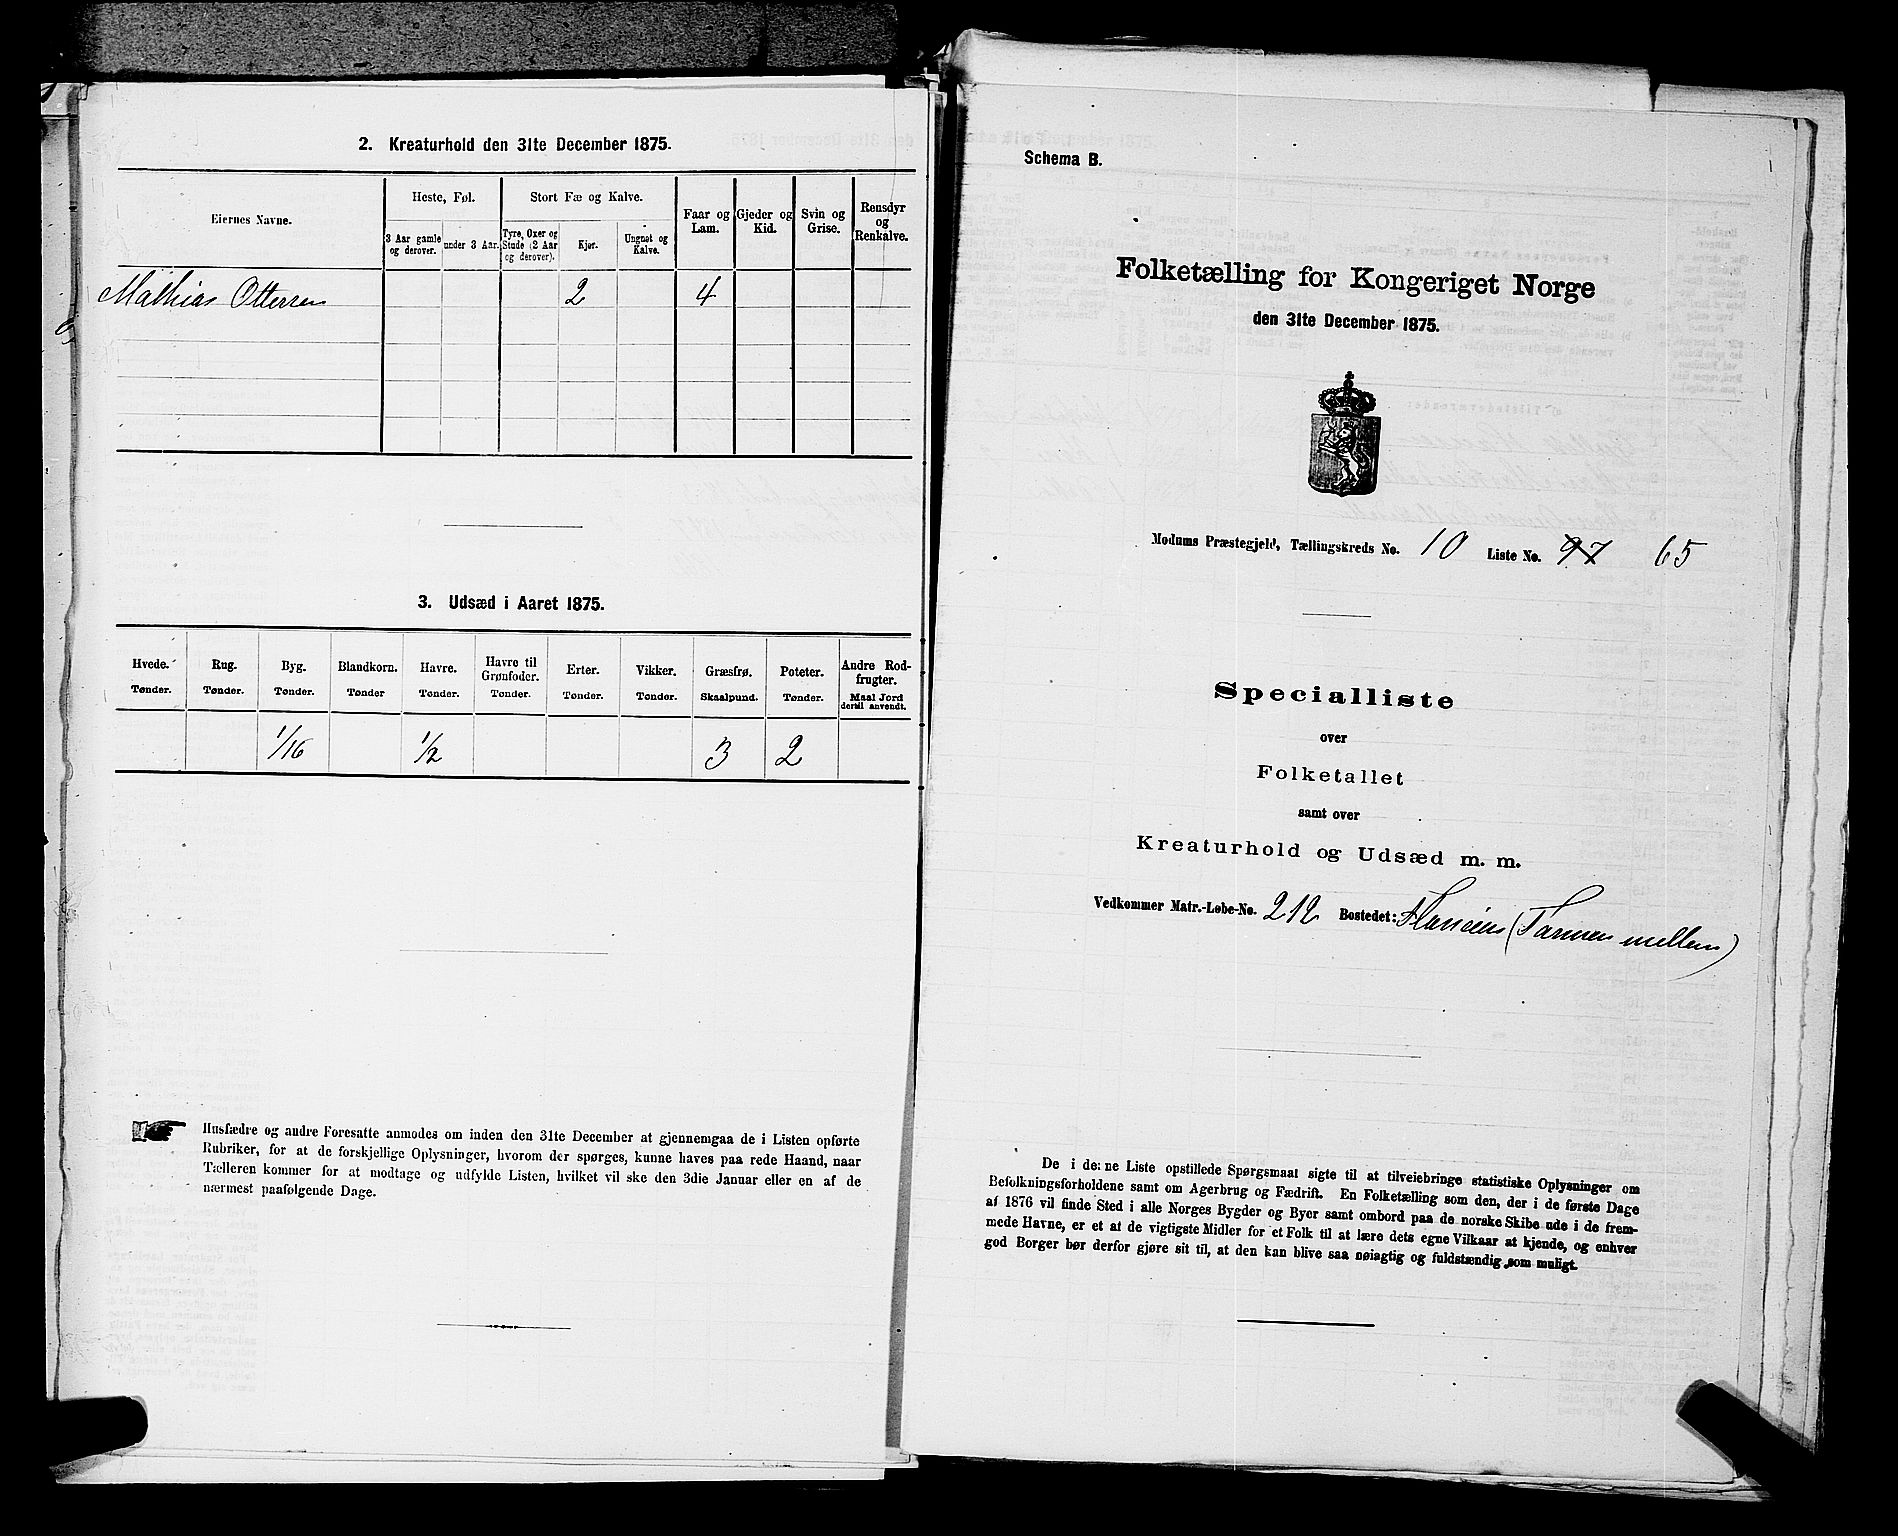 2. Kreaturhold den 31te December 1875.
Eiernes Navne.
Heste, Føl.
3 Aar gamle og derover.
under 3 Aar.
Stort Fæ og Kalve.
Tyre, Oxer og Stude (2 Aar og derover).
Kjør.
Ungnøt og Kalve.
Faar og Lam.
Gjeder og Kid.
Svin og Grise.
Rensdyr og Renkalve.
Mathias Ottersen 2 4
3. Udsæd i Aaret 1875.
Hvede. Rug. Byg. Blandkorn. Havre. Havre til Grønfoder. Erter. Vikker. Græsfrø. Poteter. Andre Rodfrugter.
Tønder. Tønder. Tønder. Tønder Tønder. Tønder. Tønder. Tønder. Skaalpund. Tønder. Maal Jord dertil anvendt.
1/16 1/2 3 2
Husfædre og andre Foresatte anmodes om inden den 31te December at gjennemgaa de i Listen opførte
Rubriker, for at de forskjellige Oplysninger, hvorom der spørges, kunne haves paa rede Haand, naar
Tælleren kommer for at modtage og udfylde Listen, hvilket vil ske den 3die Januar eller en af de
nærmest paafølgende Dage.
Schema B.
Folketælling for Kongeriget Norge
den 31te December 1875.
Modums Præstegjeld, Tællingskreds No. 10 Liste No. 97 65
Specialliste
over
Folketallet
samt over
Kreaturhold og Udsæd m. m.
Vedkommer Matr.-Løbe-No. 212 Bostedet: (Tormen mellem)
De i denne Liste opstillede Spørgsmaal sigte til at tilveiebringe statistiske Oplysninger om
Befolkningsforholdene samt om Agerbrug og Fædrift. En Folketælling som den, der i de første Dage
af 1876 vil finde Sted i alle Norges Bygder og Byer samt ombord paa de norske Skibe ude i de frem-
mede Havne, er et af de vigtigste Midler for et Folk til at lære dets egne Vilkaar at kjende, og enhver
god Borger bør derfor gjøre sit til, at den kan blive saa nøiagtig og fuldstændig som muligt.